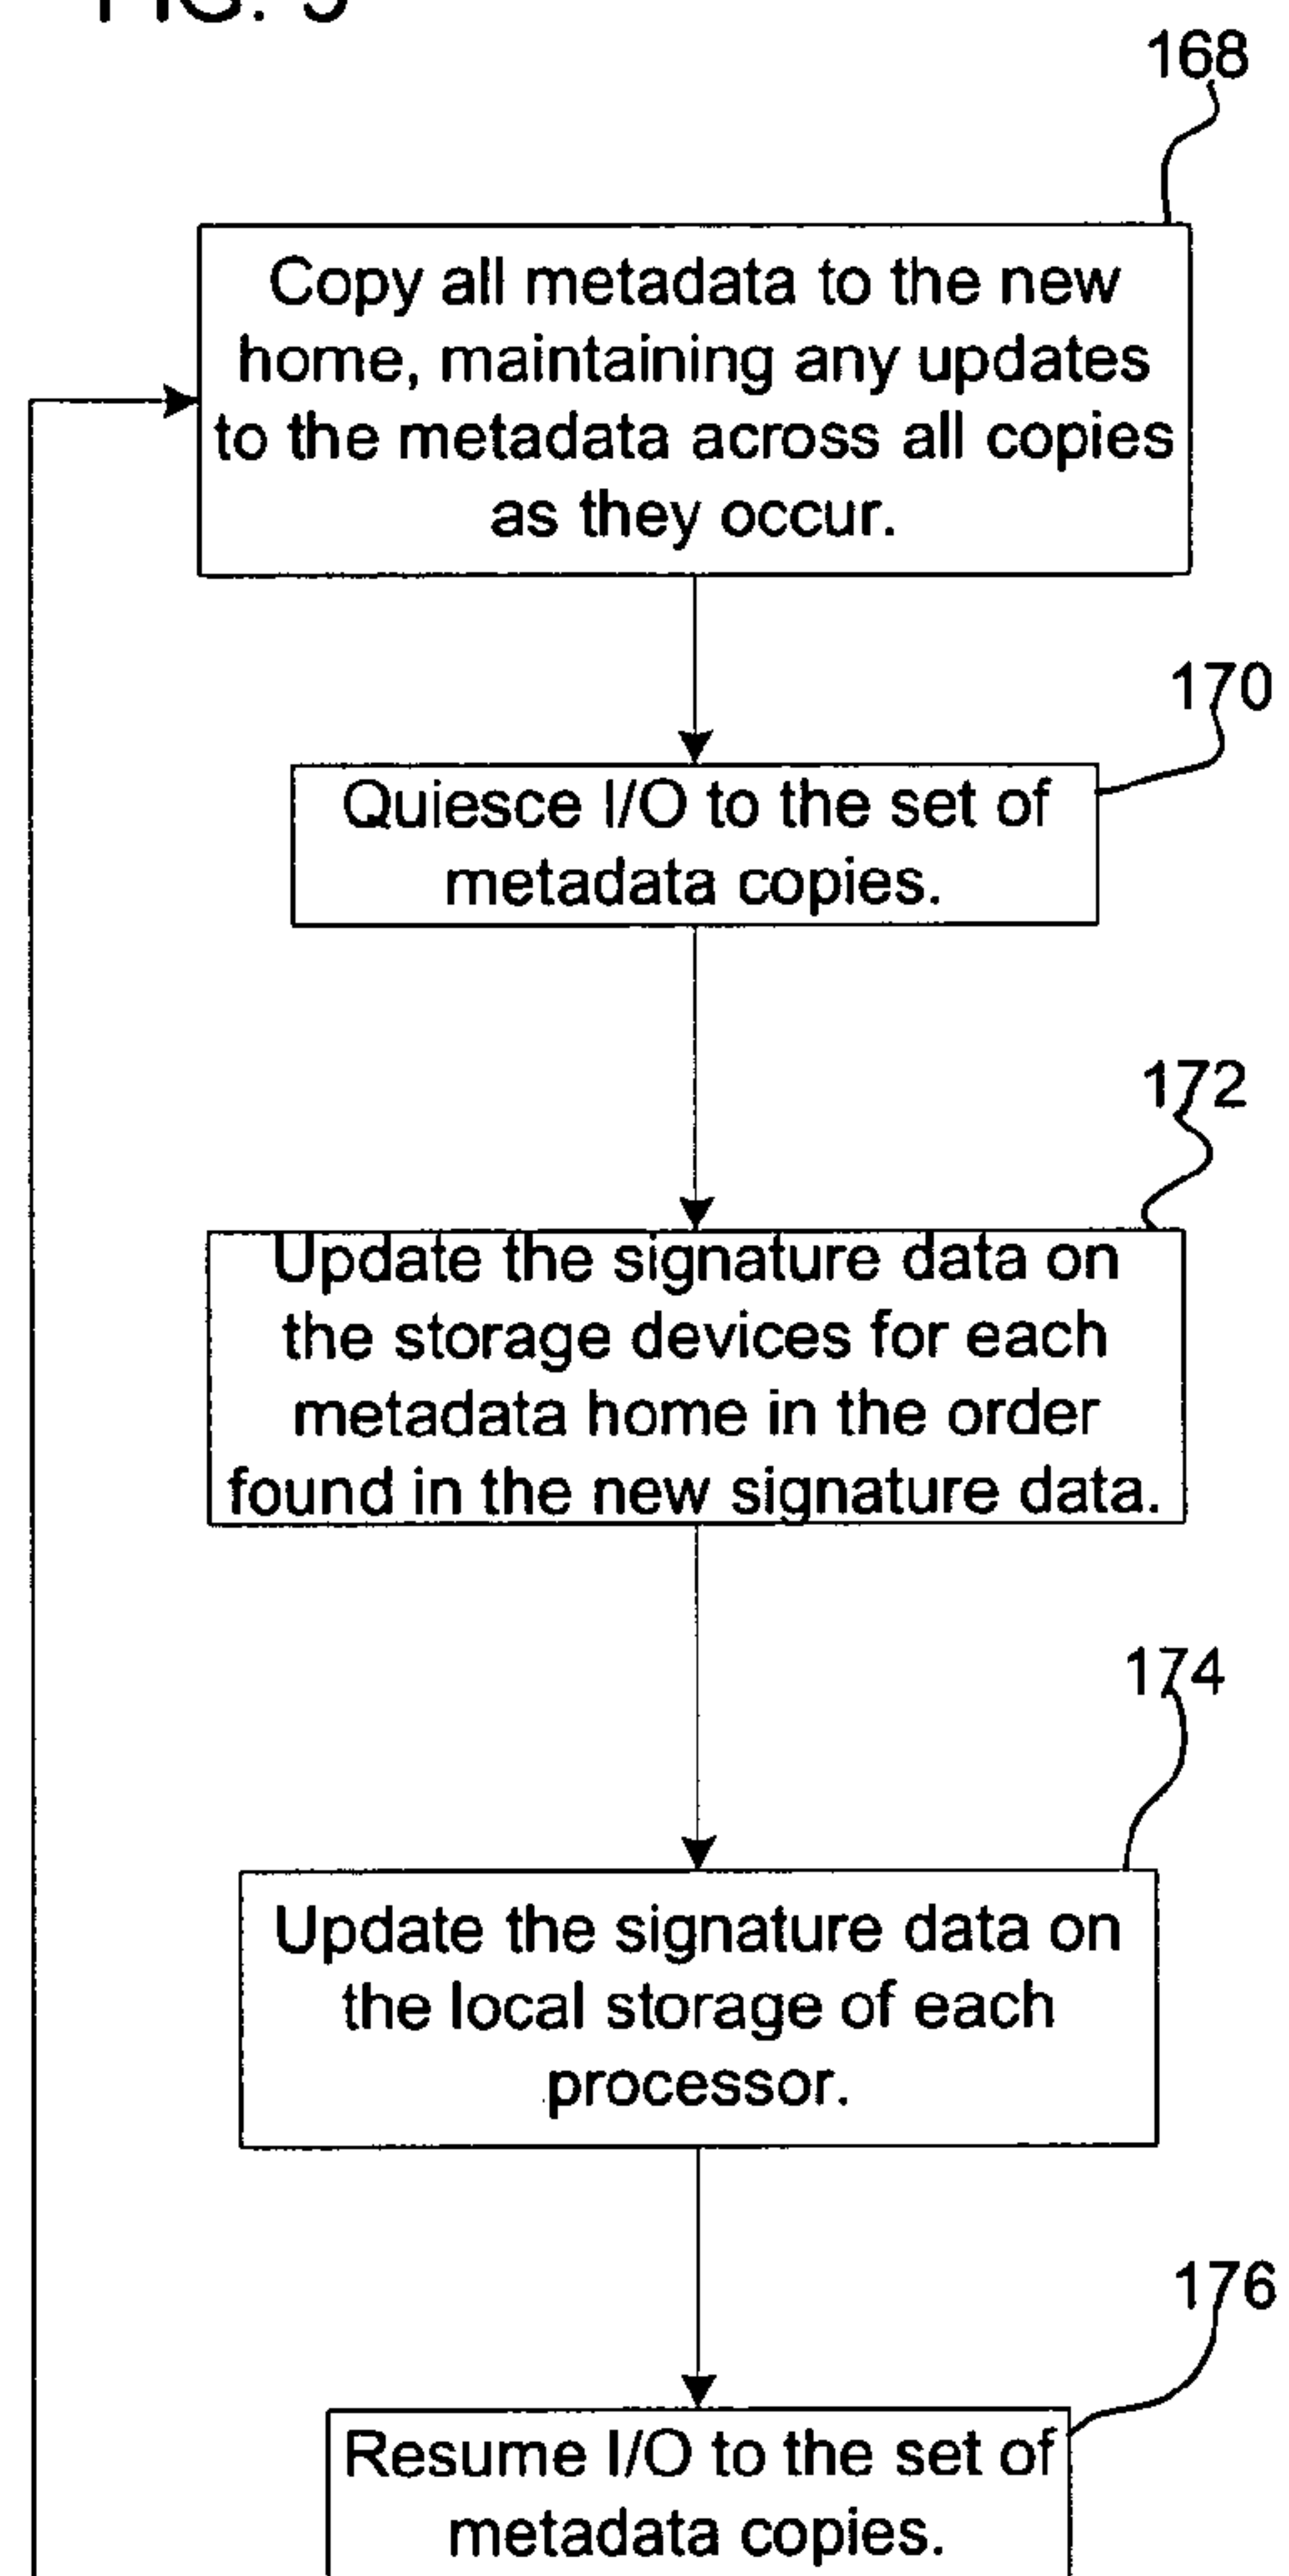 168
Copy all metadata to the new
home, maintaining any updates
to the metadata across all copies
as they occur.
170
Quiesce I/O to the set of
metadata copies.
172
Update the signature data on
the storage devices for each
metadata home in the order
found in the new signature data.
174
Update the signature data on
the local storage of each
processor.
176
Resume I/O to the set of
metadata copies.